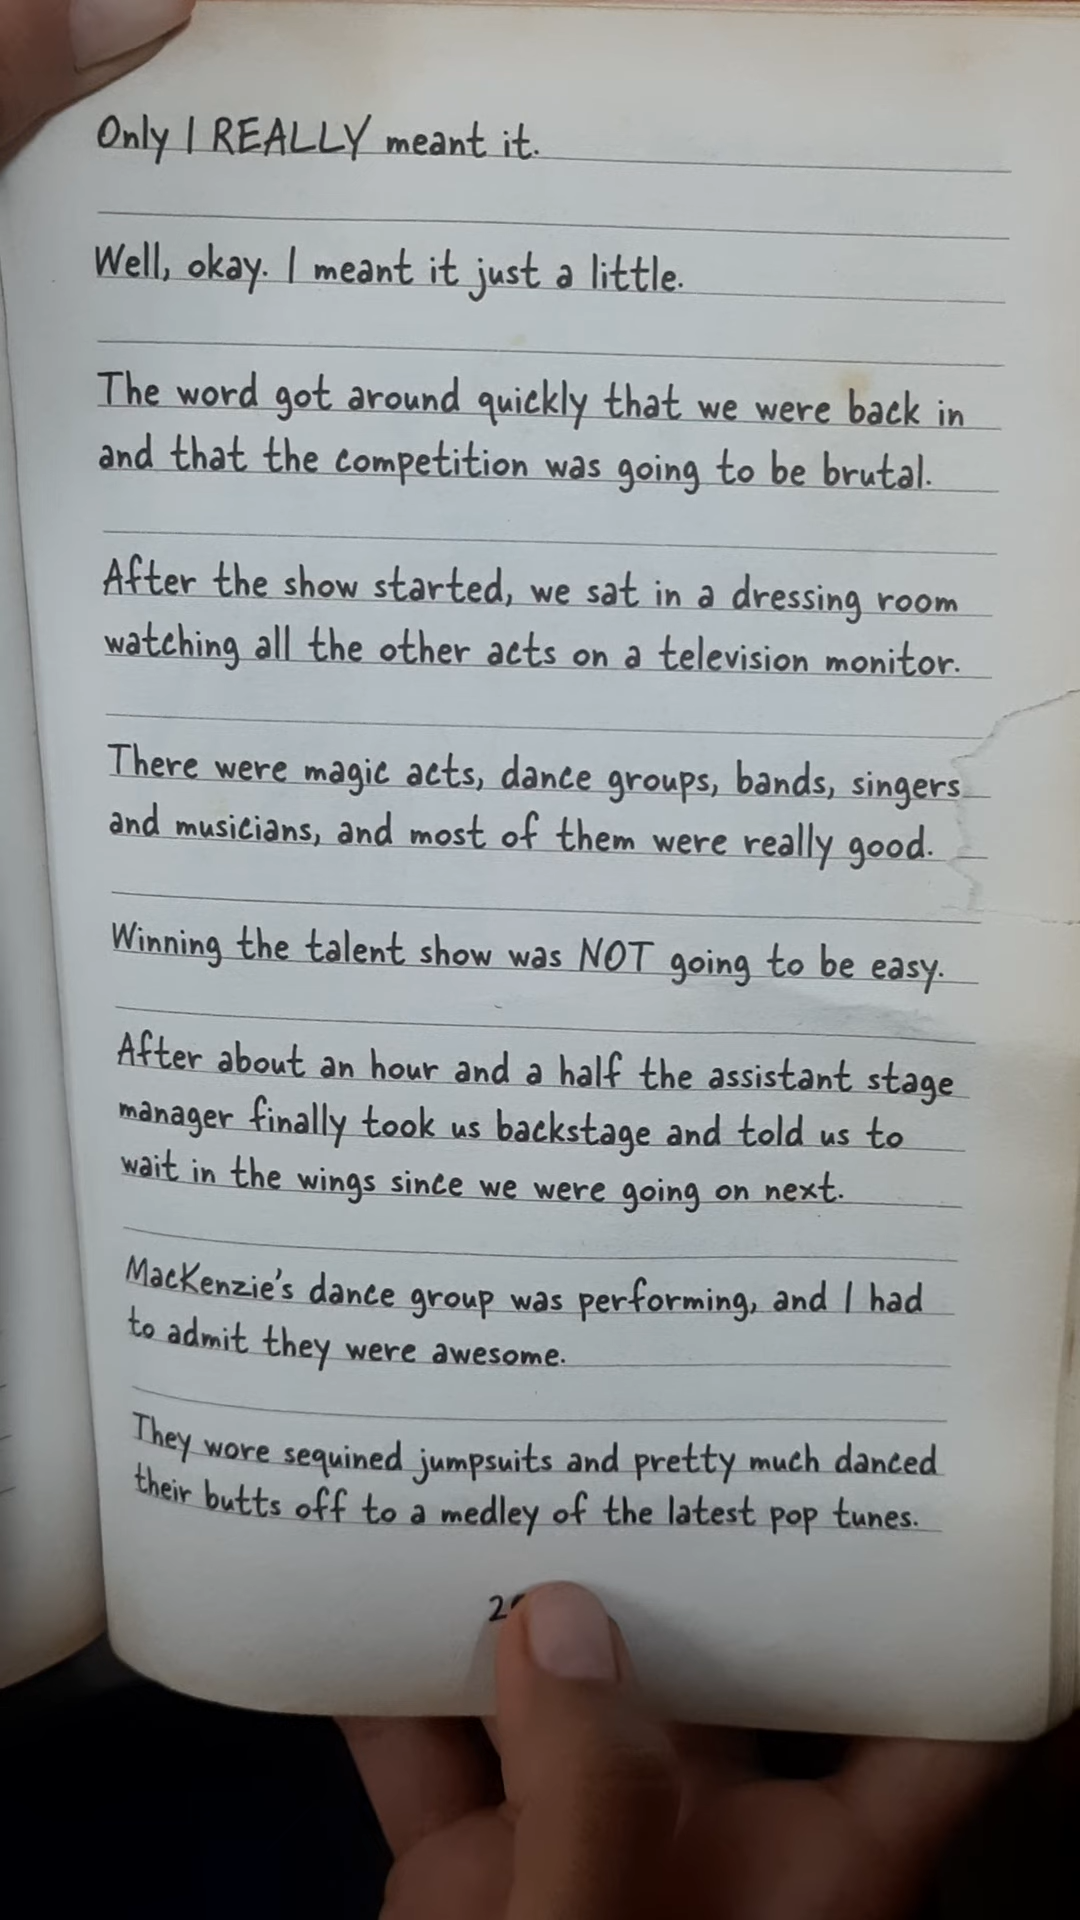 Only I REALLY meant it.
Well, okay. I meant it just a little.
The word got around quickly that we were back in
and that the competition was going to be brutal.
After the show started, we sat in a dressing room
watching all the other acts on a television monitor.
There were magic acts, dance groups, bands, singers
and musicians, and most of them were really good.
Winning the talent show was NOT going to be easy.
After about an hour and a half the assistant stage
manager finally took us backstage and told us to
wait in the wings since we were going on next.
MacKenzie's dance group was performing, and I had
to admit they were awesome.
They wore sequined jumpsuits and pretty much danced
their butts off to a medley of the latest pop tunes.